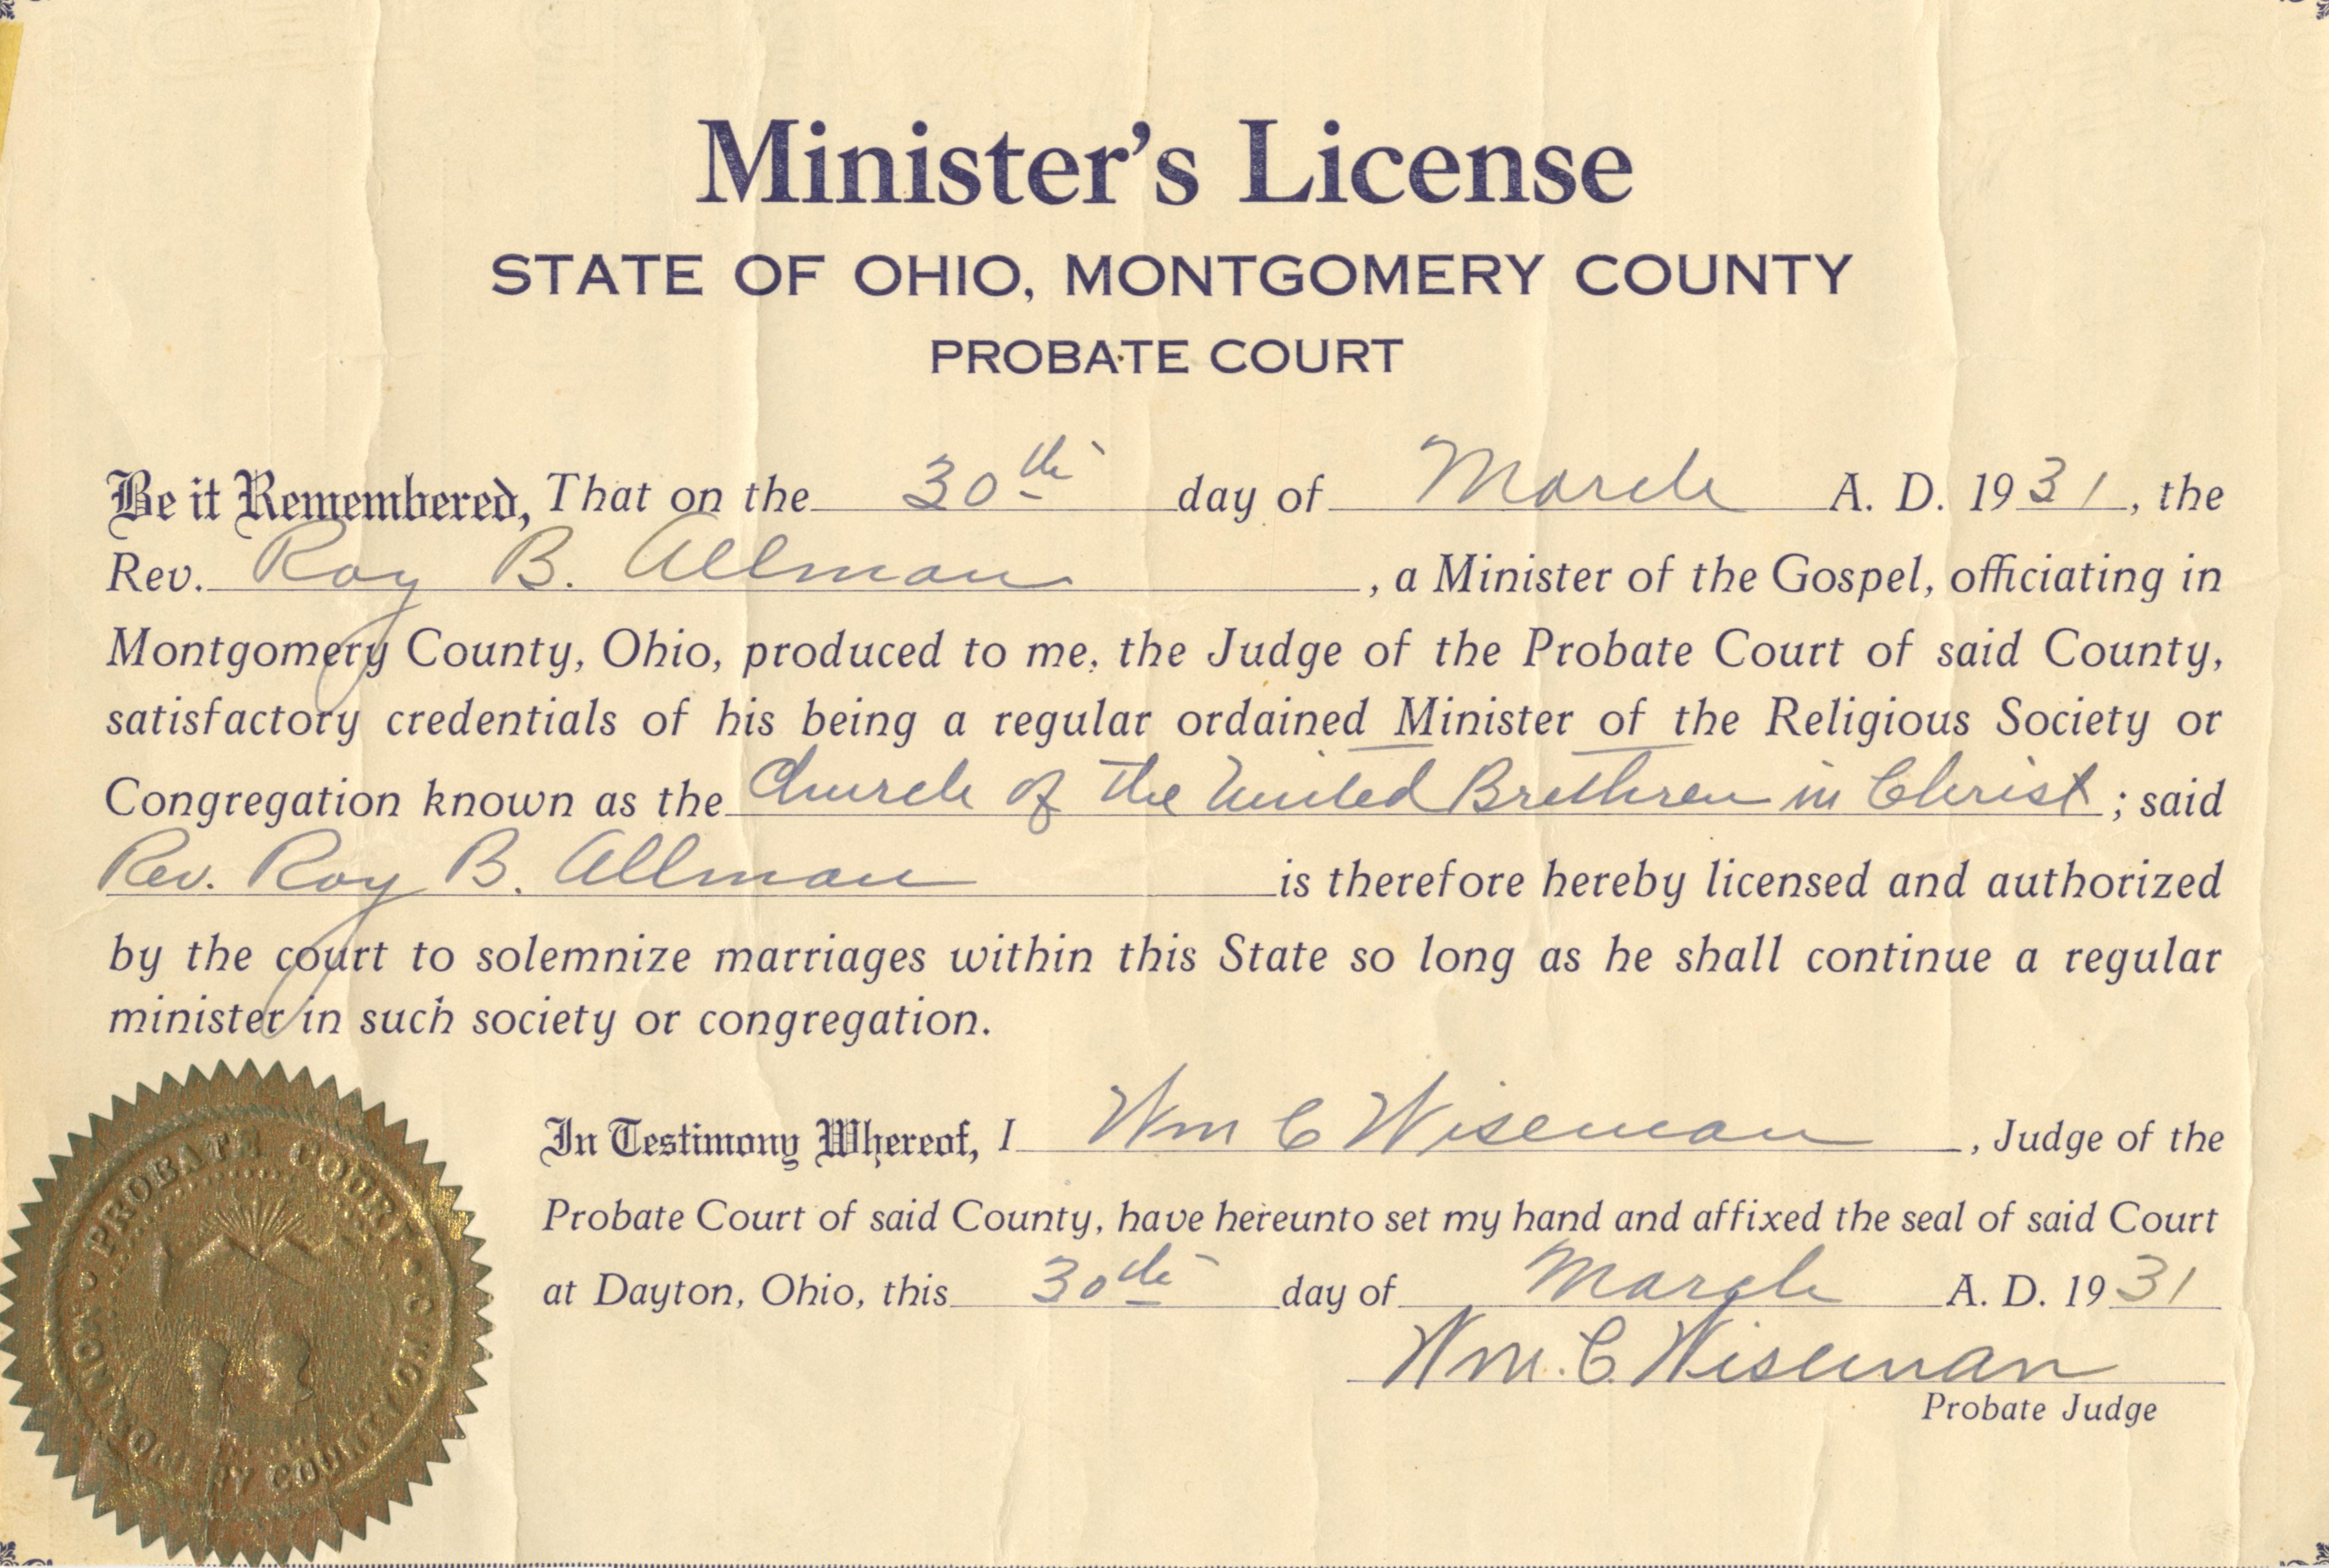 Minister's License
STATE OF OHIO, MONTGOMERY COUNTY
PROBATE COURT
Be it Remembered, That on the 30th day of March A. D. 1931, the
Rev. Roy B. Allman, a Minister of the Gospel, officiating in
Montgomery County, Ohio, produced to me, the Judge of the Probate Court of said County,
satisfactory credentials of his being a regular ordained Minister of the Religious Society or
Congregation known as the Church of the United Brethren in Christ; said
Rev. Roy B. Allman is therefore hereby licensed and authorized
by the court to solemnize marriages within this State so long as he shall continue a regular
minister in such society or congregation.
In Testimony Whereof, I Wm C Wiseman, Judge of the
Probate Court of said County, have hereunto set my hand and affixed the seal of said Court
at Dayton, Ohio, this 30th day of March A. D. 1931
Wm. C. Wiseman
Probate Judge
PROBATE COURT
MONTGOMERY COUNTY OHIO